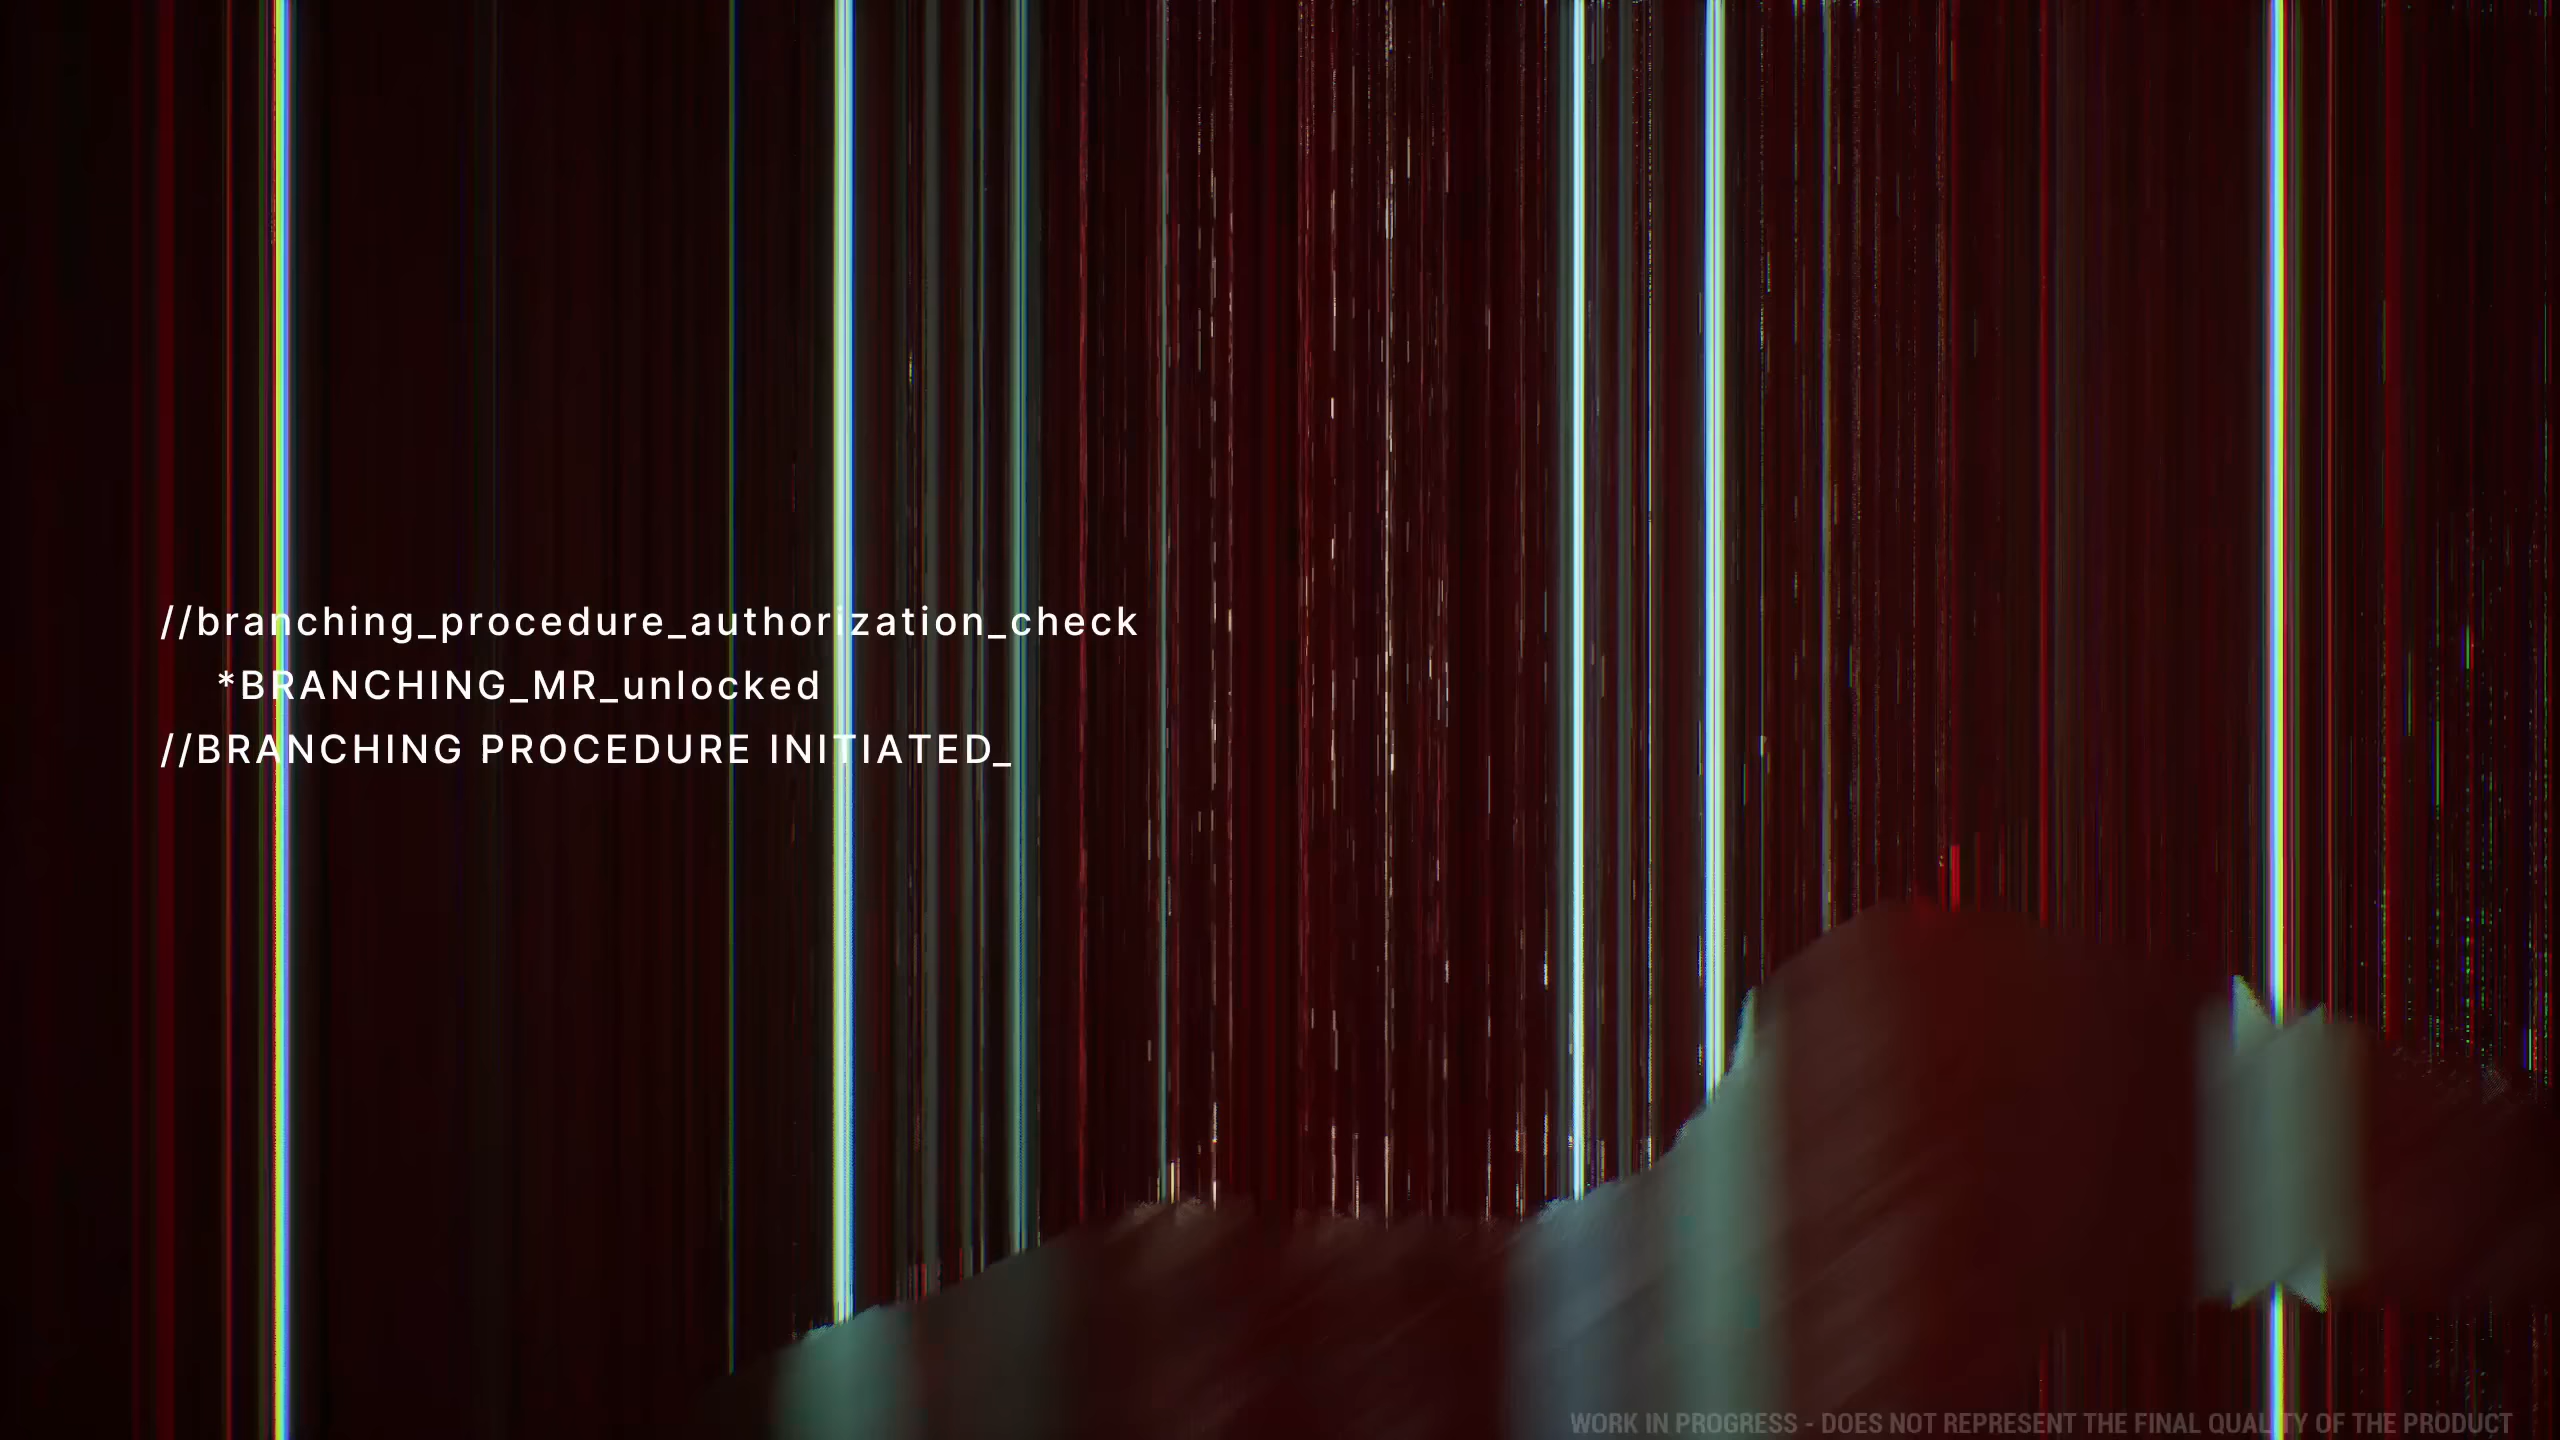 //branching_procedure_authorization_check
*BRANCHING_MR_unlocked
//BRANCHING PROCEDURE INITIATED_
WORK IN PROGRESS - DOES NOT REPRESENT THE FINAL QUALITY OF THE PRODUCT